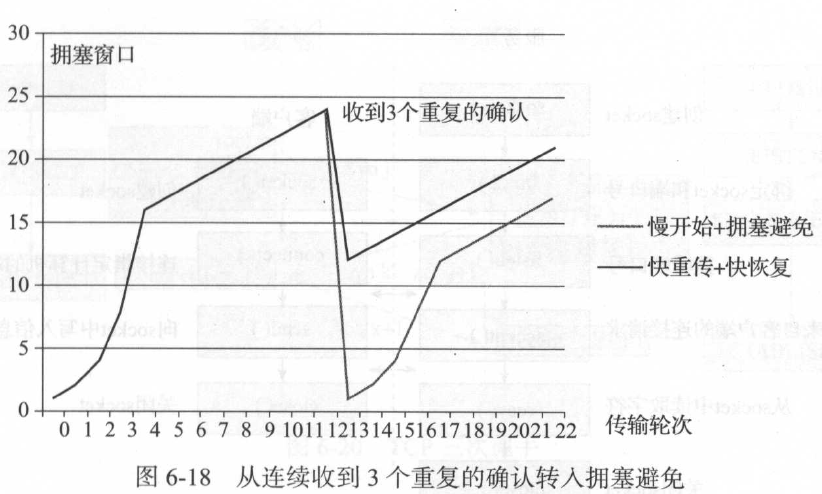 30
拥塞窗口
25
收到3个重复的确认
20
15
慢开始+拥塞避免
快重传+快恢复
10
5
0
0 1 2 3 4 5 6 7 8 9 10 11 12 13 14 15 16 17 18 19 20 21 22 传输轮次
图 6-18 从连续收到 3 个重复的确认转入拥塞避免